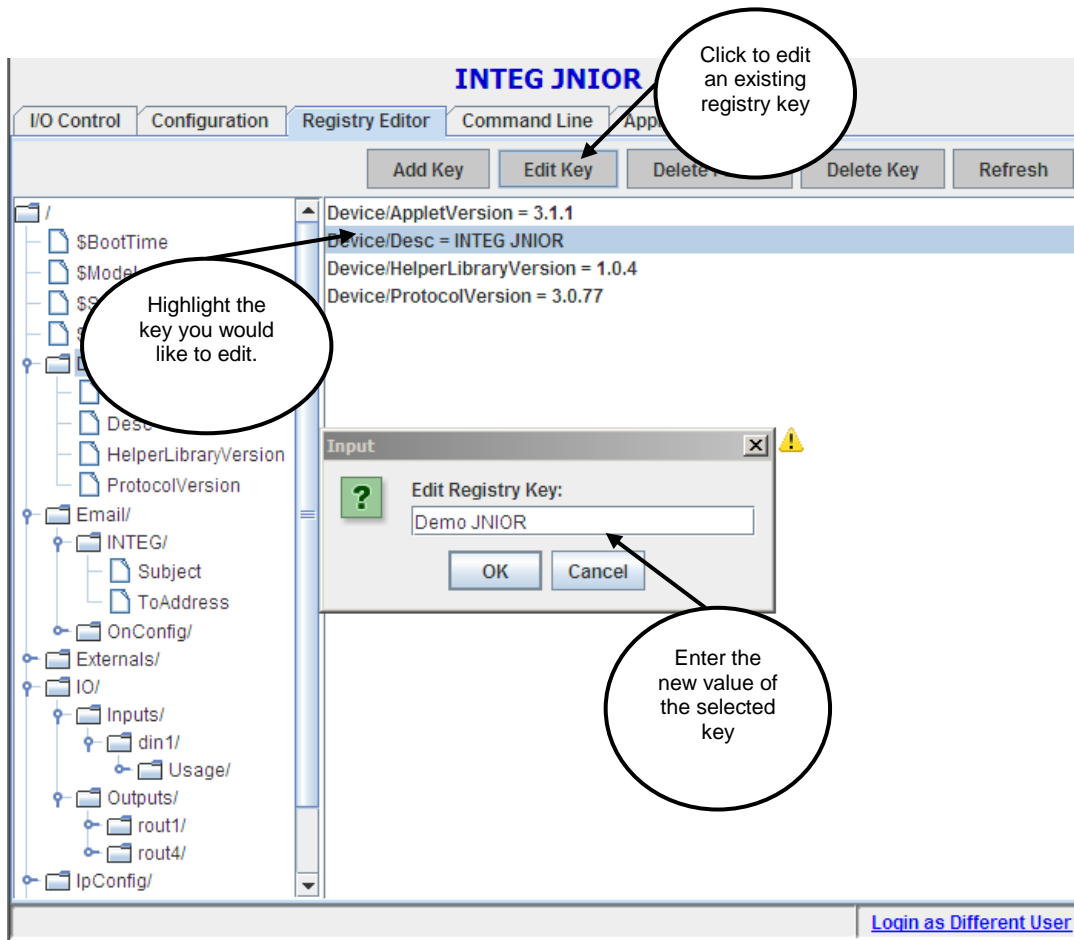 Click to edit
an existing
registry key
INTEG JNIOR
I/O Control Configuration Registry Editor Command Line
Add Key Edit Key Delete Key Refresh
/
$BootTime
$Model
Desc
HelperLibraryVersion
ProtocolVersion
Email/
INTEG/
Subject
ToAddress
OnConfig/
Externals/
IO/
Inputs/
din1/
Usage/
Outputs/
rout1/
rout4/
IpConfig/
Device/AppletVersion = 3.1.1
Device/Desc = INTEG JNIOR
Device/HelperLibraryVersion = 1.0.4
Device/ProtocolVersion = 3.0.77
Highlight the
key you would
like to edit.
Input
Edit Registry Key:
Demo JNIOR
OK Cancel
Enter the
new value of
the selected
key
Login as Different User